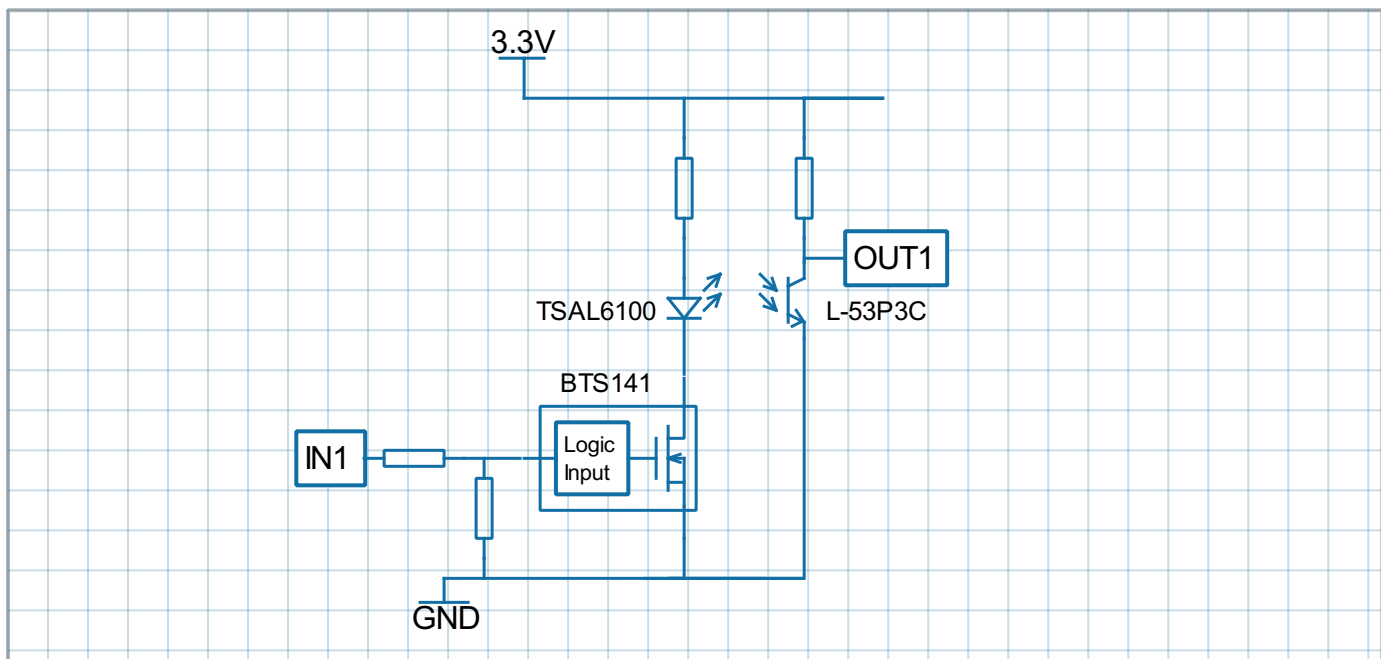 3.3V
OUT1
TSAL6100
L-53P3C
BTS141
IN1
Logic
Input
GND